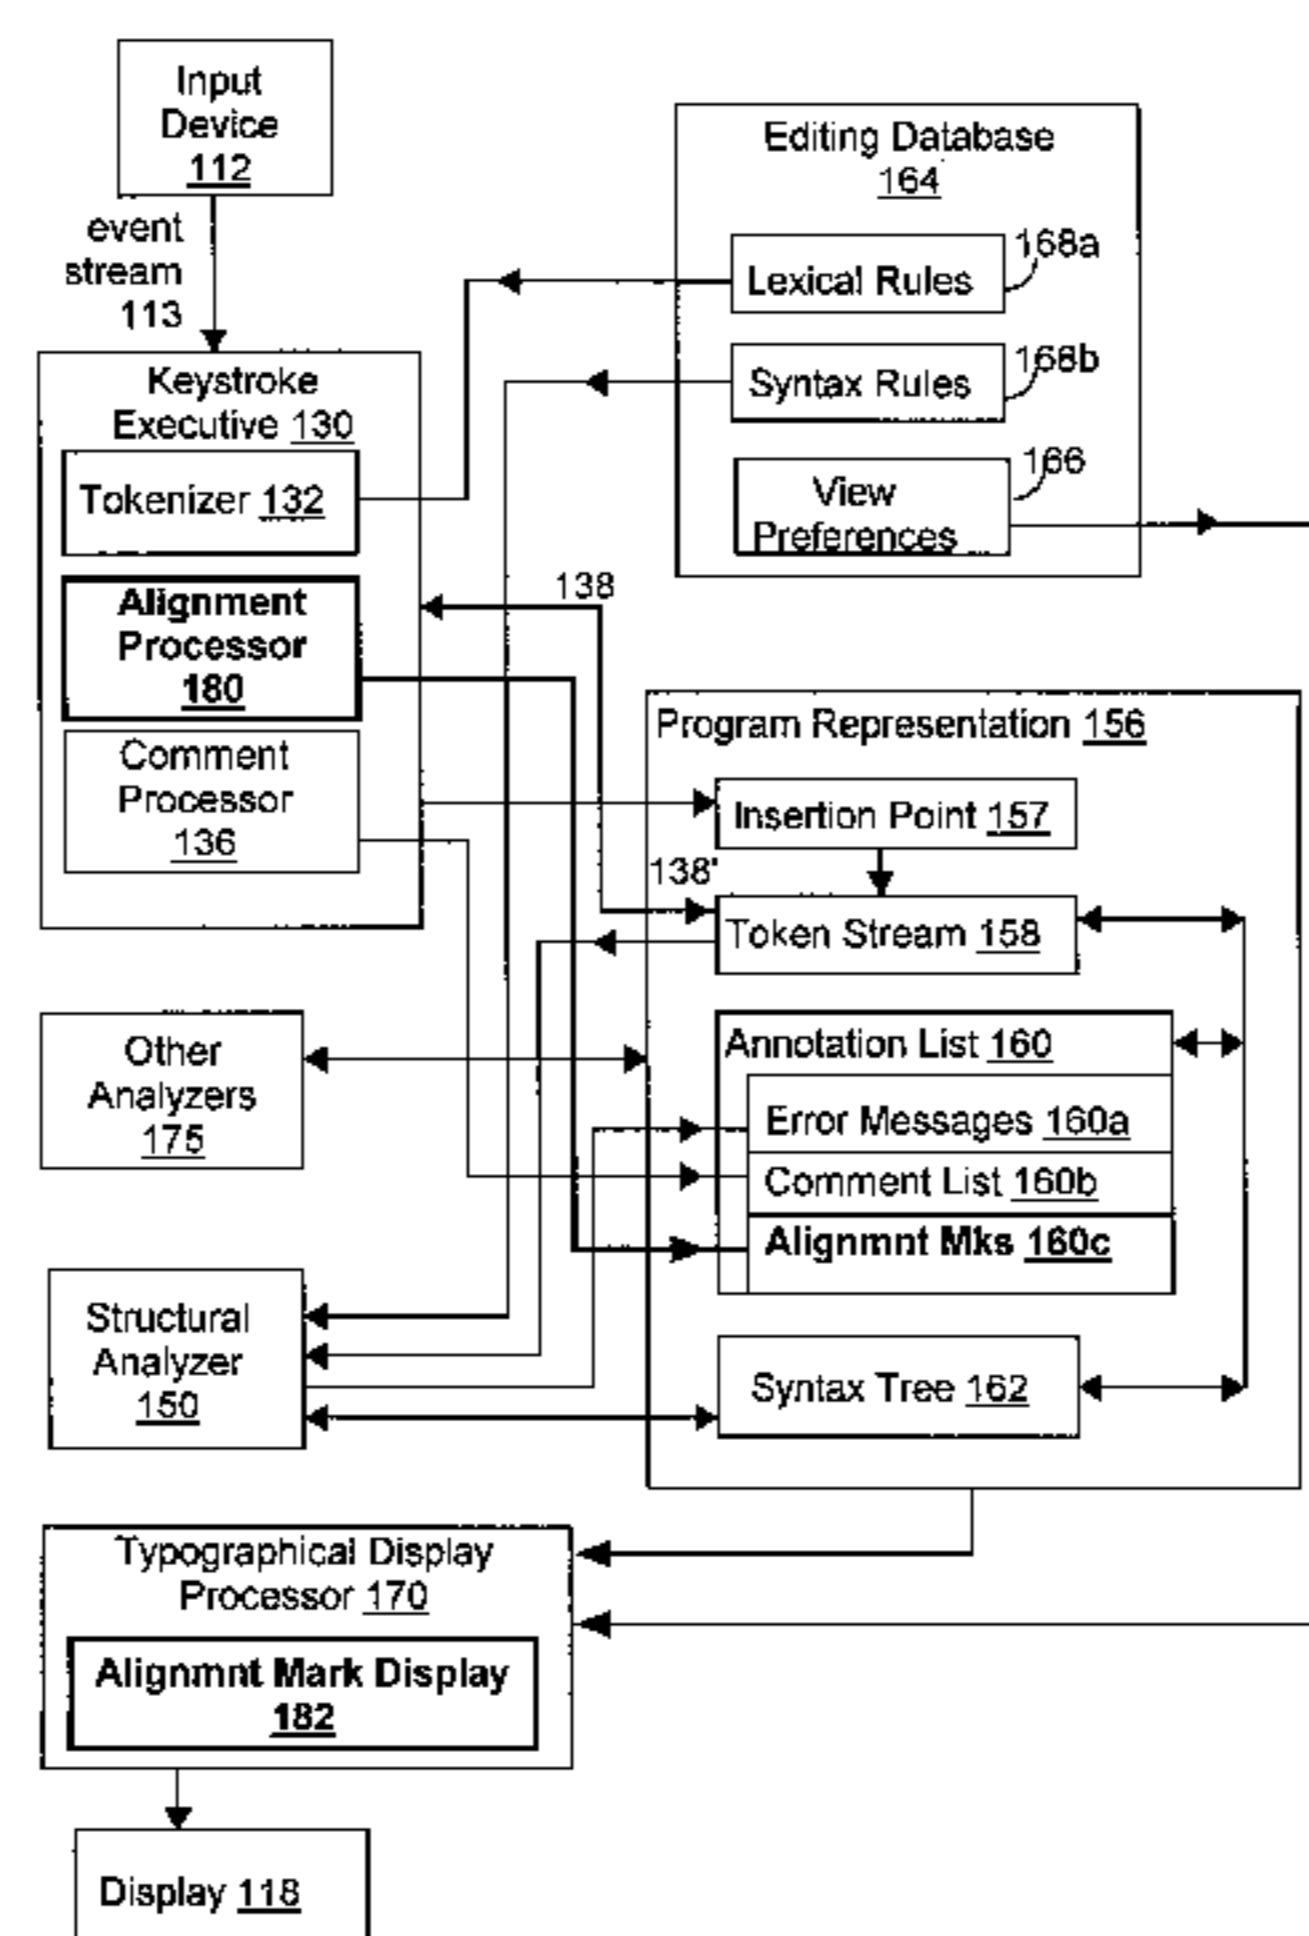 Input
Device
112
event
stream
113
Editing Database
164
168a
Lexical Rules
168b
Syntax Rules
166
View
Preferences
Keystroke
Executive 130
Tokenizer 132
Alignment
Processor
180
Comment
Processor
136
138
Program Representation 156
Insertion Point 157
138'
Token Stream 158
Other
Analyzers
175
Annotation List 160
Error Messages 160a
Comment List 160b
Alignmnt Mks 160c
Structural
Analyzer
150
Syntax Tree 162
Typographical Display
Processor 170
Alignmnt Mark Display
182
Display 118